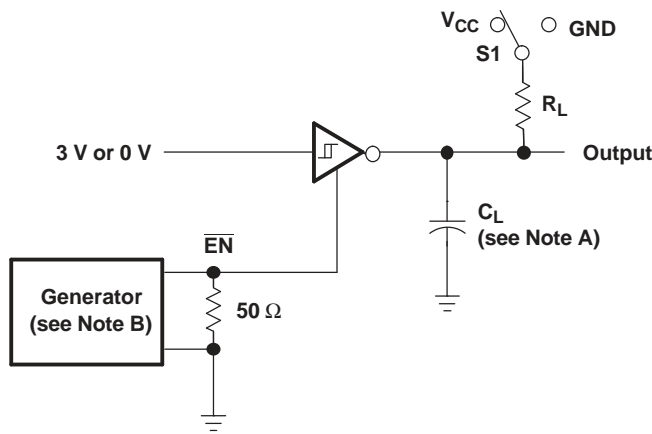 VCC
GND
S1
RL
3 V or 0 V
Output
CL
(see Note A)
EN
Generator
(see Note B)
50 Ω